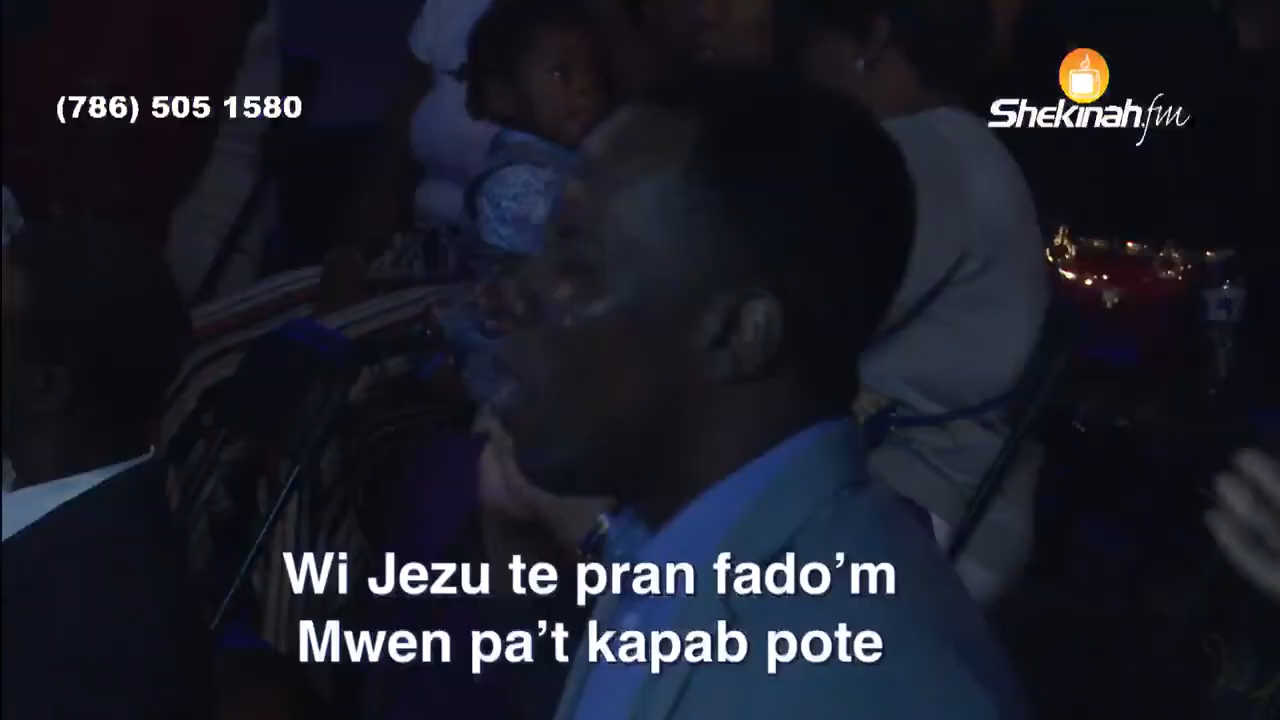 (786) 505 1580
Shekinah.fm
Wi Jezu te pran fado’m
Mwen pa’t kapab pote